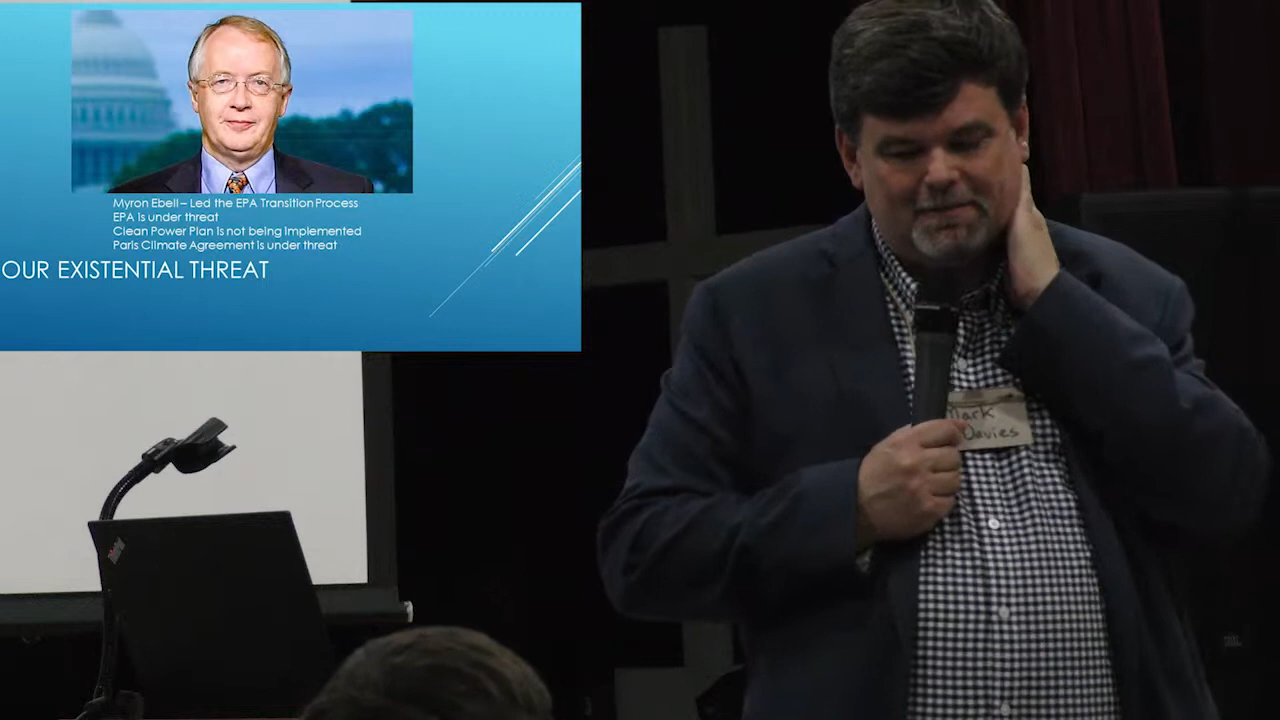 Myron Ebell – Led the EPA Transition Process
EPA is under threat
Clean Power Plan is not being implemented
Paris Climate Agreement is under threat
OUR EXISTENTIAL THREAT
Mark
Davies
ThinkPad